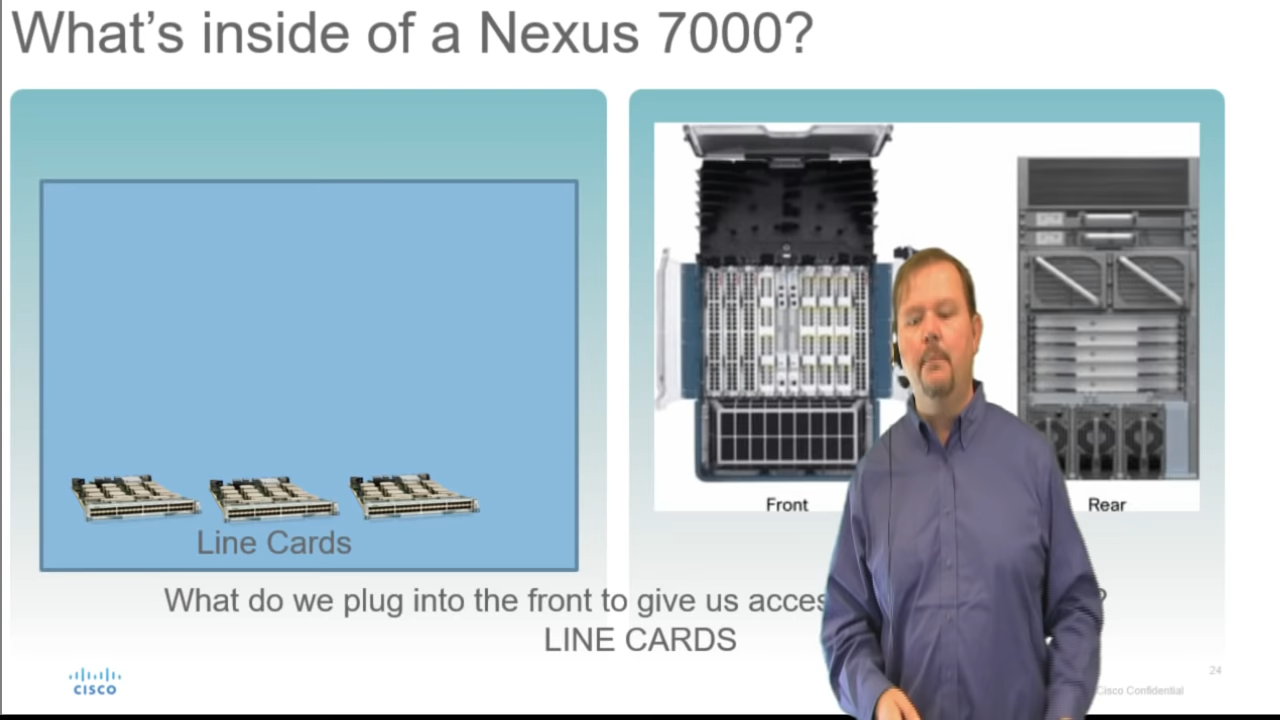 What's inside of a Nexus 7000?
Front
Rear
Line Cards
What do we plug into the front to give us acces ?
LINE CARDS
24
CISCO
Cisco Confidential